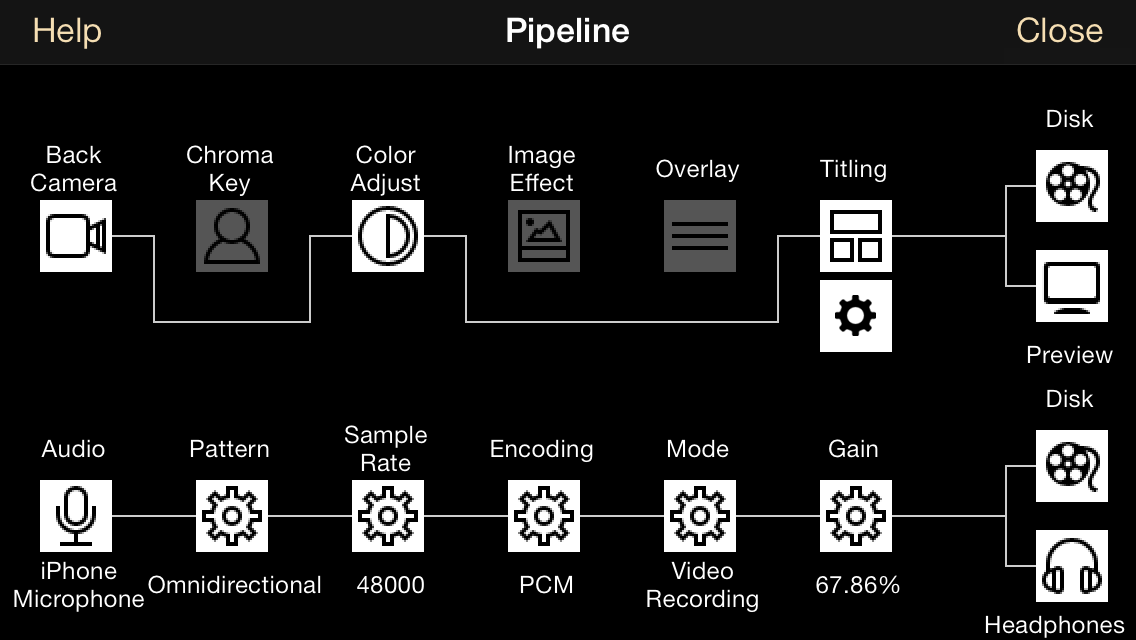 Help
Pipeline
Close
Disk
Back
Camera
Chroma
Key
Color
Adjust
Image
Effect
Overlay
Titling
Preview
Disk
Audio
Pattern
Sample
Rate
Encoding
Mode
Gain
iPhone
Microphone
Omnidirectional
48000
PCM
Video
Recording
67.86%
Headphones